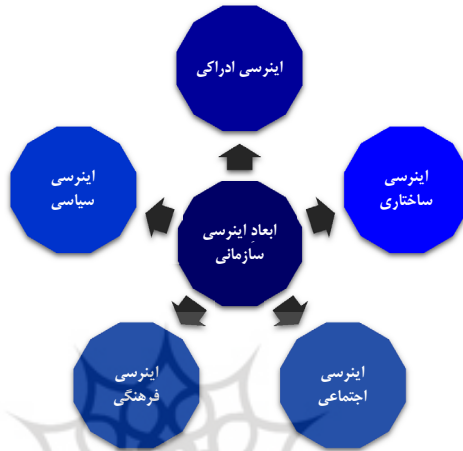 اینرسی ادراکی
اینرسی
ساختاری
اینرسی
سیاسی
ابعادِ اینرسی
سازمانی
اینرسی
اجتماعی
اینرسی
فرهنگی